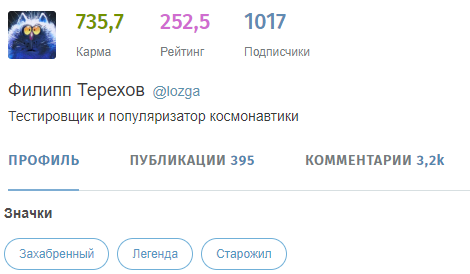 735,7 252,5 1017
Карма Рейтинг Подписчики
Филипп Терехов @lozga
Тестировщик и популяризатор космонавтики
ПРОФИЛЬ ПУБЛИКАЦИИ 395 КОММЕНТАРИИ 3,2k
Значки
Захабренный Легенда Старожил